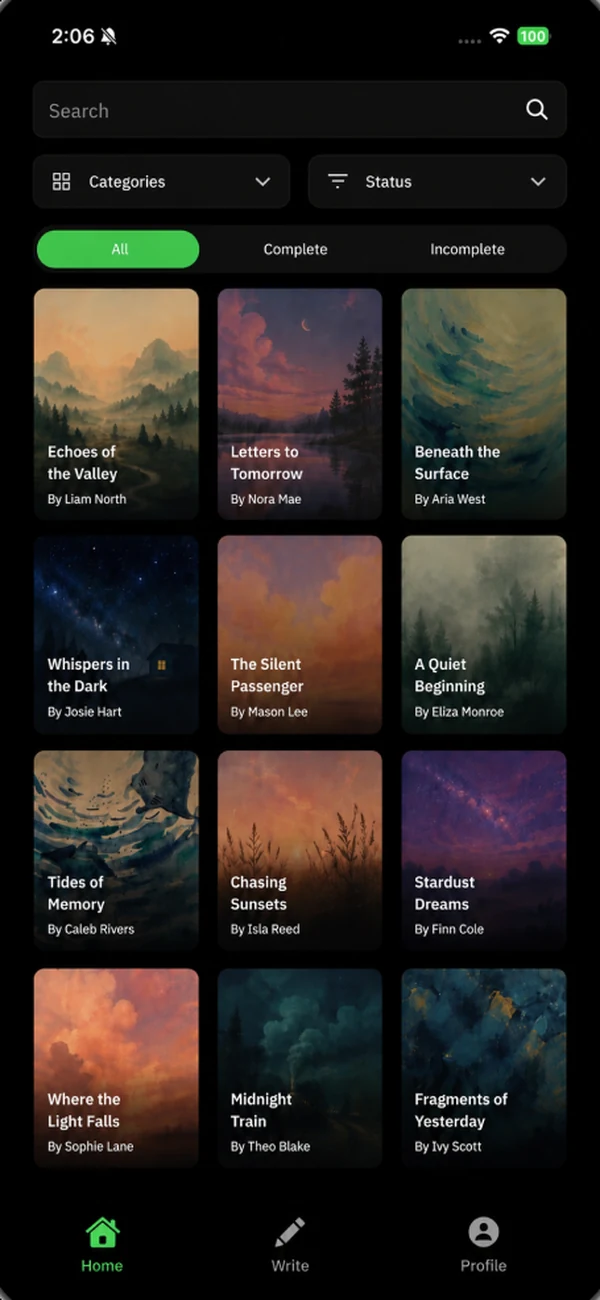 2:06
100
Search
Categories
Status
All
Complete
Incomplete
Echoes of
the Valley
By Liam North
Letters to
Tomorrow
By Nora Mae
Beneath the
Surface
By Aria West
Whispers in
the Dark
By Josie Hart
The Silent
Passenger
By Mason Lee
A Quiet
Beginning
By Eliza Monroe
Tides of
Memory
By Caleb Rivers
Chasing
Sunsets
By Isla Reed
Stardust
Dreams
By Finn Cole
Where the
Light Falls
By Sophie Lane
Midnight
Train
By Theo Blake
Fragments of
Yesterday
By Ivy Scott
Home
Write
Profile